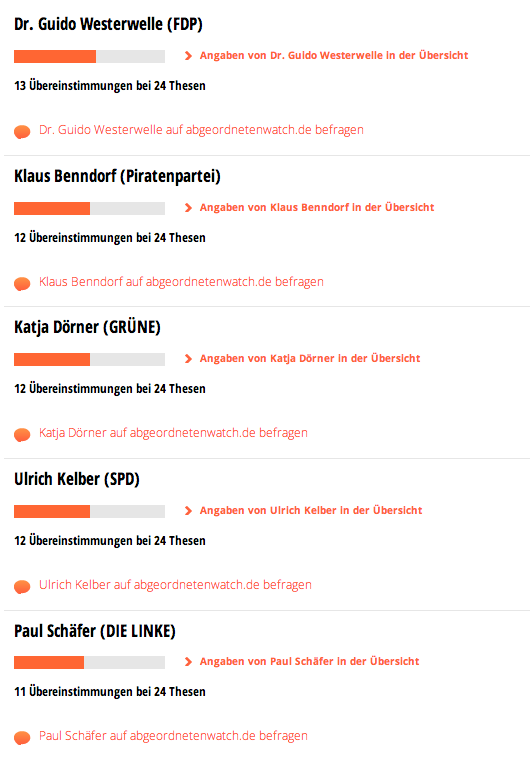 Dr. Guido Westerwelle (FDP)
Angaben von Dr. Guido Westerwelle in der Übersicht
13 Übereinstimmungen bei 24 Thesen
Dr. Guido Westerwelle auf abgeordnetenwatch.de befragen
Klaus Benndorf (Piratenpartei)
Angaben von Klaus Benndorf in der Übersicht
12 Übereinstimmungen bei 24 Thesen
Klaus Benndorf auf abgeordnetenwatch.de befragen
Katja Dörner (GRÜNE)
Angaben von Katja Dörner in der Übersicht
12 Übereinstimmungen bei 24 Thesen
Katja Dörner auf abgeordnetenwatch.de befragen
Ulrich Kelber (SPD)
Angaben von Ulrich Kelber in der Übersicht
12 Übereinstimmungen bei 24 Thesen
Ulrich Kelber auf abgeordnetenwatch.de befragen
Paul Schäfer (DIE LINKE)
Angaben von Paul Schäfer in der Übersicht
11 Übereinstimmungen bei 24 Thesen
Paul Schäfer auf abgeordnetenwatch.de befragen